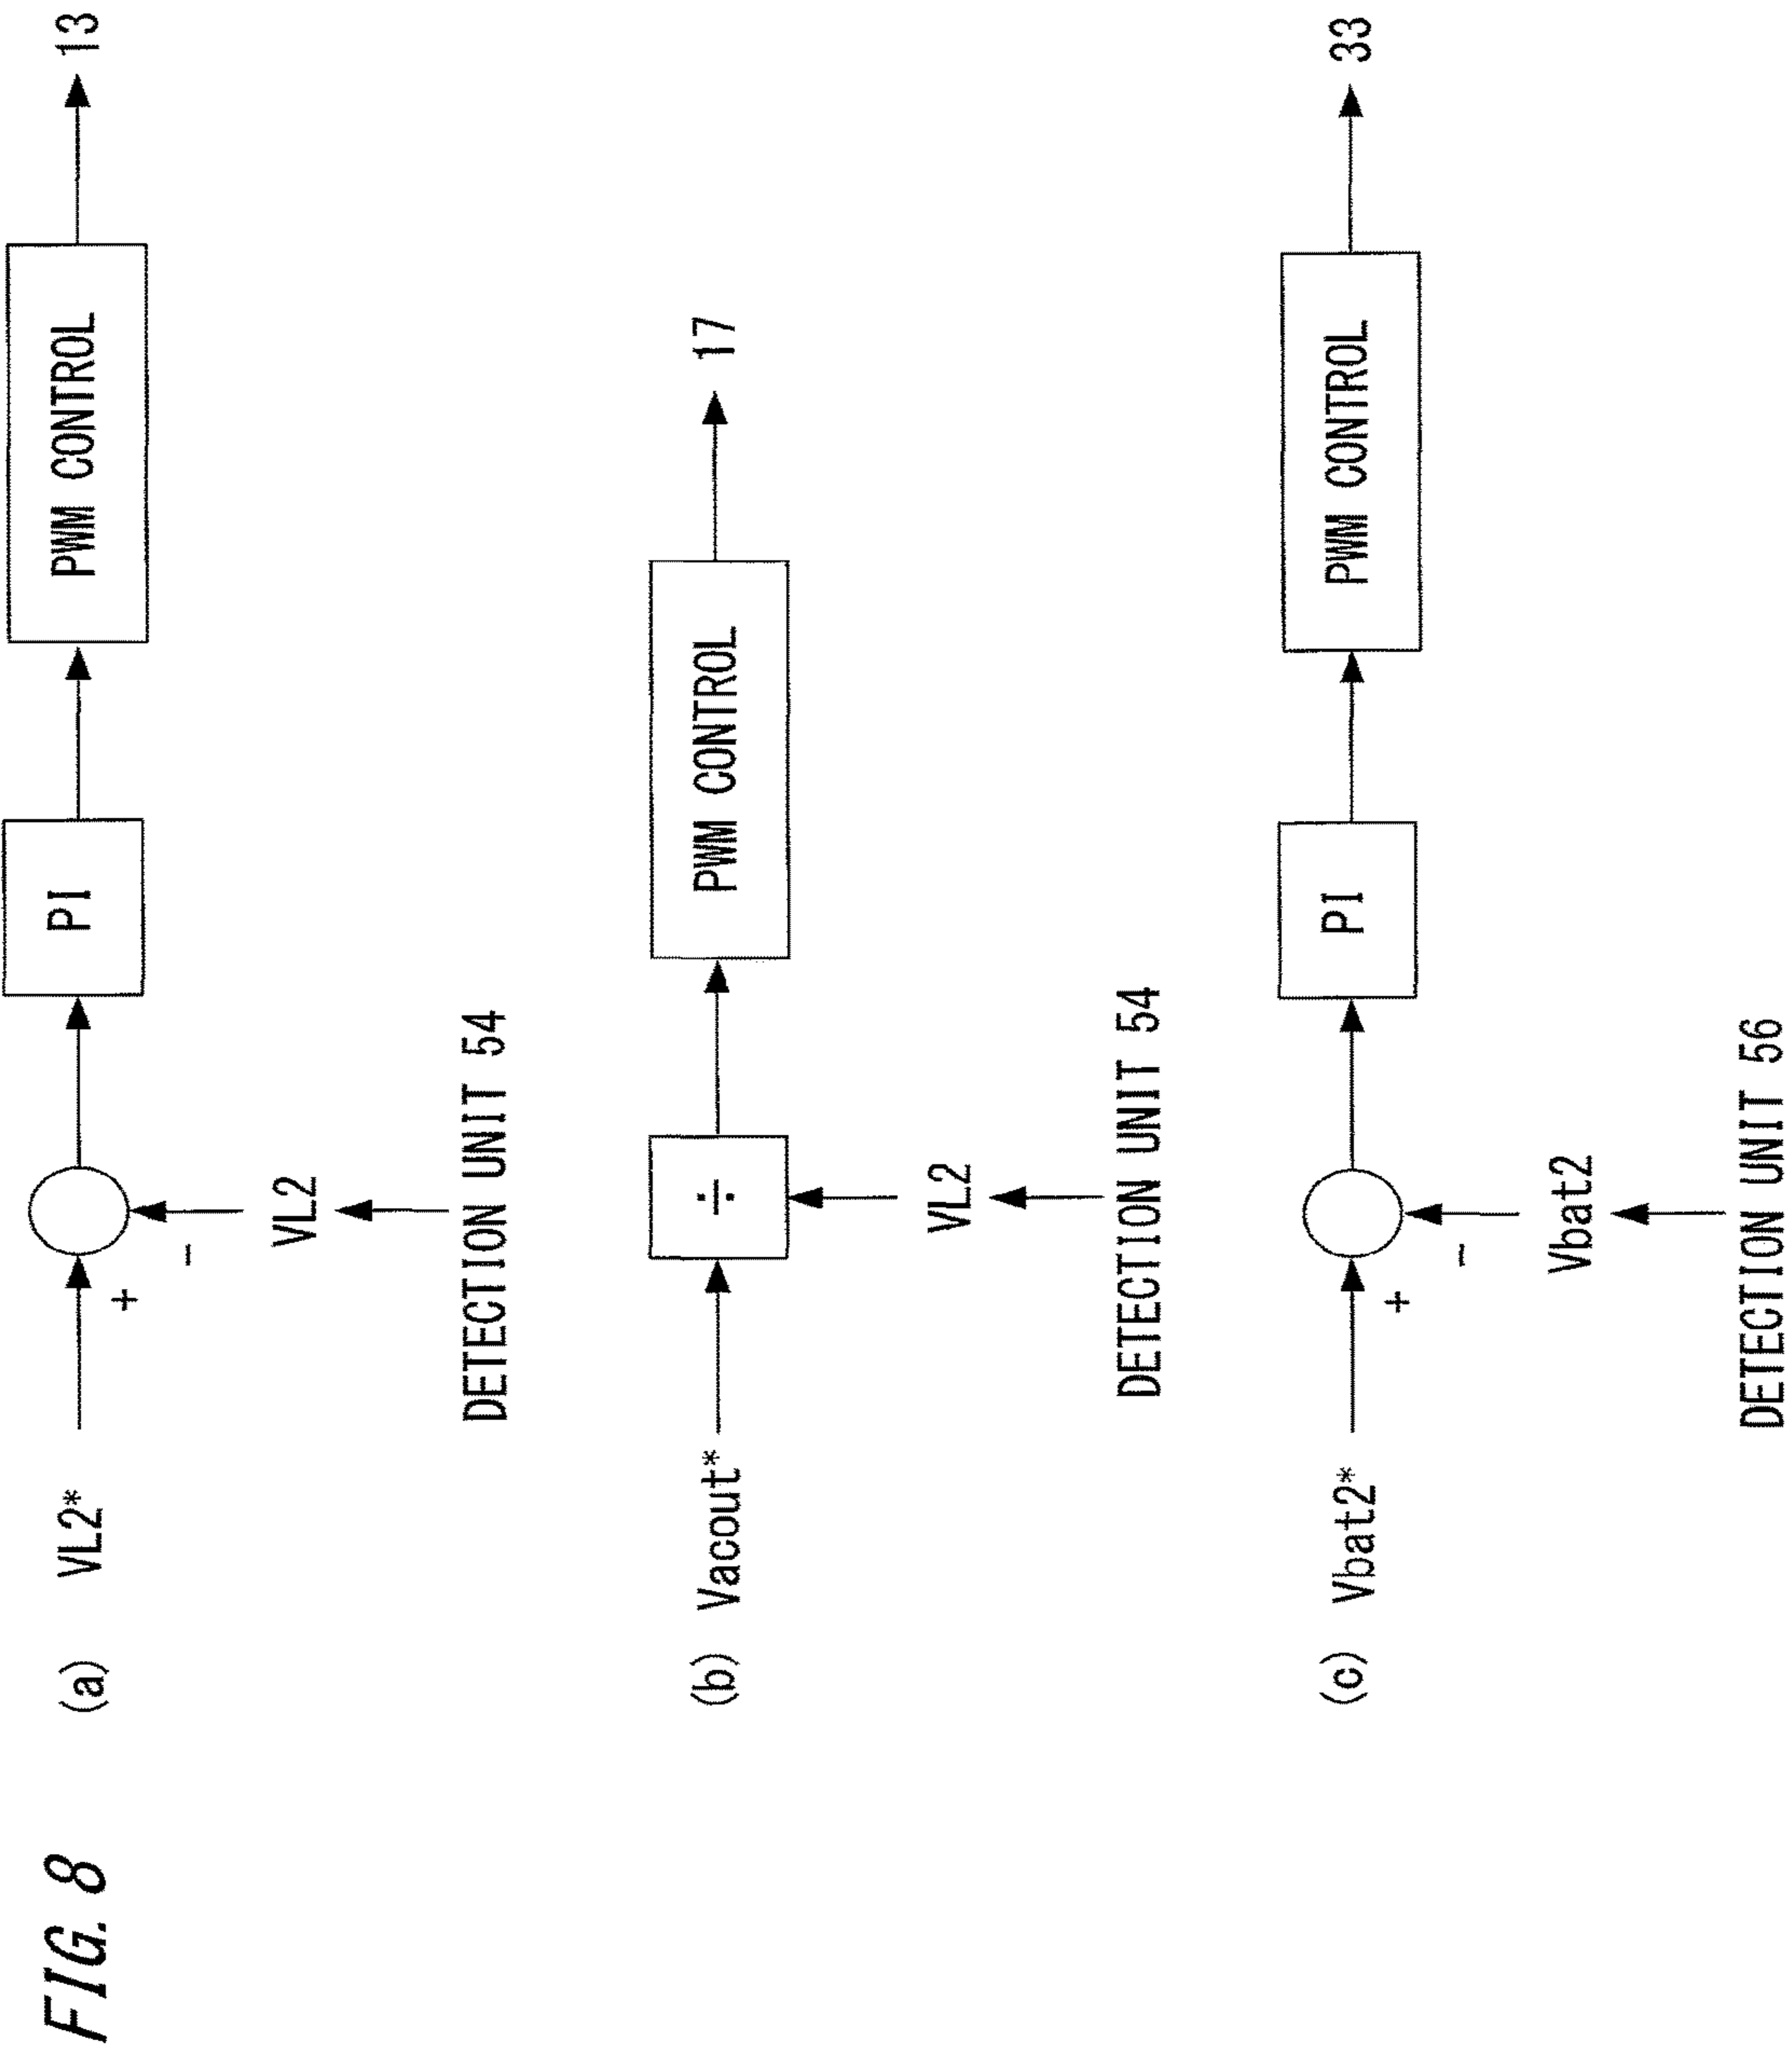 FIG. 8
(a) VL2*
+
-
VL2
DETECTION UNIT 54
PI
PWM CONTROL
13
(b) Vacout*
÷
VL2
DETECTION UNIT 54
PWM CONTROL
17
(c) Vbat2*
+
-
Vbat2
DETECTION UNIT 56
PI
PWM CONTROL
33